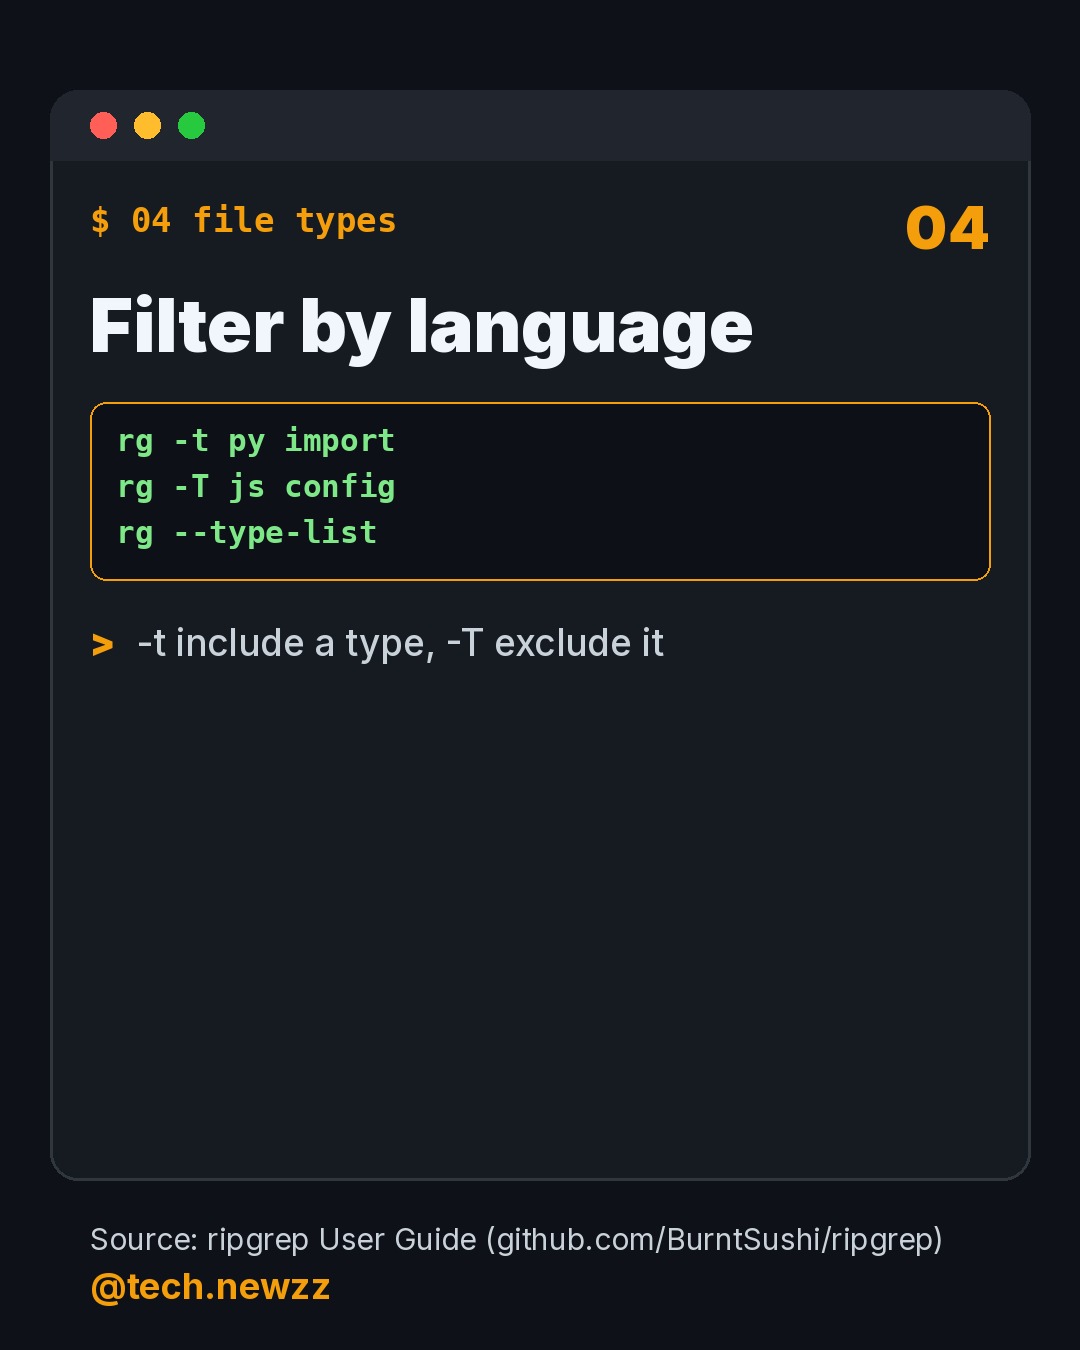 $ 04 file types
04
Filter by language
rg -t py import
rg -T js config
rg --type-list
> -t include a type, -T exclude it
Source: ripgrep User Guide (github.com/BurntSushi/ripgrep)
@tech.newzz